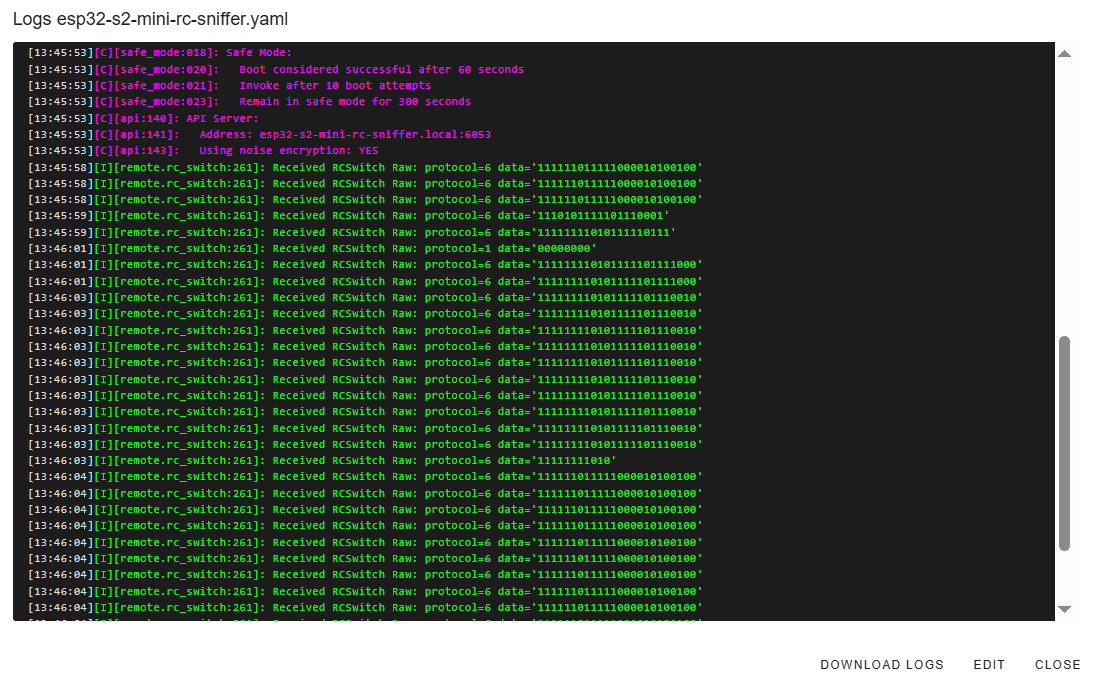 Logs esp32-s2-mini-rc-sniffer.yaml
[13:45:53][C][safe_mode:018]: Safe Mode:
[13:45:53][C][safe_mode:020]:   Boot considered successful after 60 seconds
[13:45:53][C][safe_mode:021]:   Invoke after 10 boot attempts
[13:45:53][C][safe_mode:023]:   Remain in safe mode for 300 seconds
[13:45:53][C][api:140]: API Server:
[13:45:53][C][api:141]:   Address: esp32-s2-mini-rc-sniffer.local:6053
[13:45:53][C][api:143]:   Using noise encryption: YES
[13:45:58][I][remote.rc_switch:261]: Received RCSwitch Raw: protocol=6 data='111111011111000010100100'
[13:45:58][I][remote.rc_switch:261]: Received RCSwitch Raw: protocol=6 data='111111011111000010100100'
[13:45:58][I][remote.rc_switch:261]: Received RCSwitch Raw: protocol=6 data='111111011111000010100100'
[13:45:59][I][remote.rc_switch:261]: Received RCSwitch Raw: protocol=6 data='1110101111101110001'
[13:45:59][I][remote.rc_switch:261]: Received RCSwitch Raw: protocol=6 data='11111111010111110111'
[13:46:01][I][remote.rc_switch:261]: Received RCSwitch Raw: protocol=1 data='00000000'
[13:46:01][I][remote.rc_switch:261]: Received RCSwitch Raw: protocol=6 data='111111110101111101111000'
[13:46:01][I][remote.rc_switch:261]: Received RCSwitch Raw: protocol=6 data='111111110101111101111000'
[13:46:03][I][remote.rc_switch:261]: Received RCSwitch Raw: protocol=6 data='111111110101111101110010'
[13:46:03][I][remote.rc_switch:261]: Received RCSwitch Raw: protocol=6 data='111111110101111101110010'
[13:46:03][I][remote.rc_switch:261]: Received RCSwitch Raw: protocol=6 data='111111110101111101110010'
[13:46:03][I][remote.rc_switch:261]: Received RCSwitch Raw: protocol=6 data='111111110101111101110010'
[13:46:03][I][remote.rc_switch:261]: Received RCSwitch Raw: protocol=6 data='111111110101111101110010'
[13:46:03][I][remote.rc_switch:261]: Received RCSwitch Raw: protocol=6 data='111111110101111101110010'
[13:46:03][I][remote.rc_switch:261]: Received RCSwitch Raw: protocol=6 data='111111110101111101110010'
[13:46:03][I][remote.rc_switch:261]: Received RCSwitch Raw: protocol=6 data='111111110101111101110010'
[13:46:03][I][remote.rc_switch:261]: Received RCSwitch Raw: protocol=6 data='111111110101111101110010'
[13:46:03][I][remote.rc_switch:261]: Received RCSwitch Raw: protocol=6 data='111111110101111101110010'
[13:46:03][I][remote.rc_switch:261]: Received RCSwitch Raw: protocol=6 data='11111111010'
[13:46:04][I][remote.rc_switch:261]: Received RCSwitch Raw: protocol=6 data='111111011111000010100100'
[13:46:04][I][remote.rc_switch:261]: Received RCSwitch Raw: protocol=6 data='111111011111000010100100'
[13:46:04][I][remote.rc_switch:261]: Received RCSwitch Raw: protocol=6 data='111111011111000010100100'
[13:46:04][I][remote.rc_switch:261]: Received RCSwitch Raw: protocol=6 data='111111011111000010100100'
[13:46:04][I][remote.rc_switch:261]: Received RCSwitch Raw: protocol=6 data='111111011111000010100100'
[13:46:04][I][remote.rc_switch:261]: Received RCSwitch Raw: protocol=6 data='111111011111000010100100'
[13:46:04][I][remote.rc_switch:261]: Received RCSwitch Raw: protocol=6 data='111111011111000010100100'
[13:46:04][I][remote.rc_switch:261]: Received RCSwitch Raw: protocol=6 data='111111011111000010100100'
[13:46:04][I][remote.rc_switch:261]: Received RCSwitch Raw: protocol=6 data='111111011111000010100100'
DOWNLOAD LOGS EDIT CLOSE